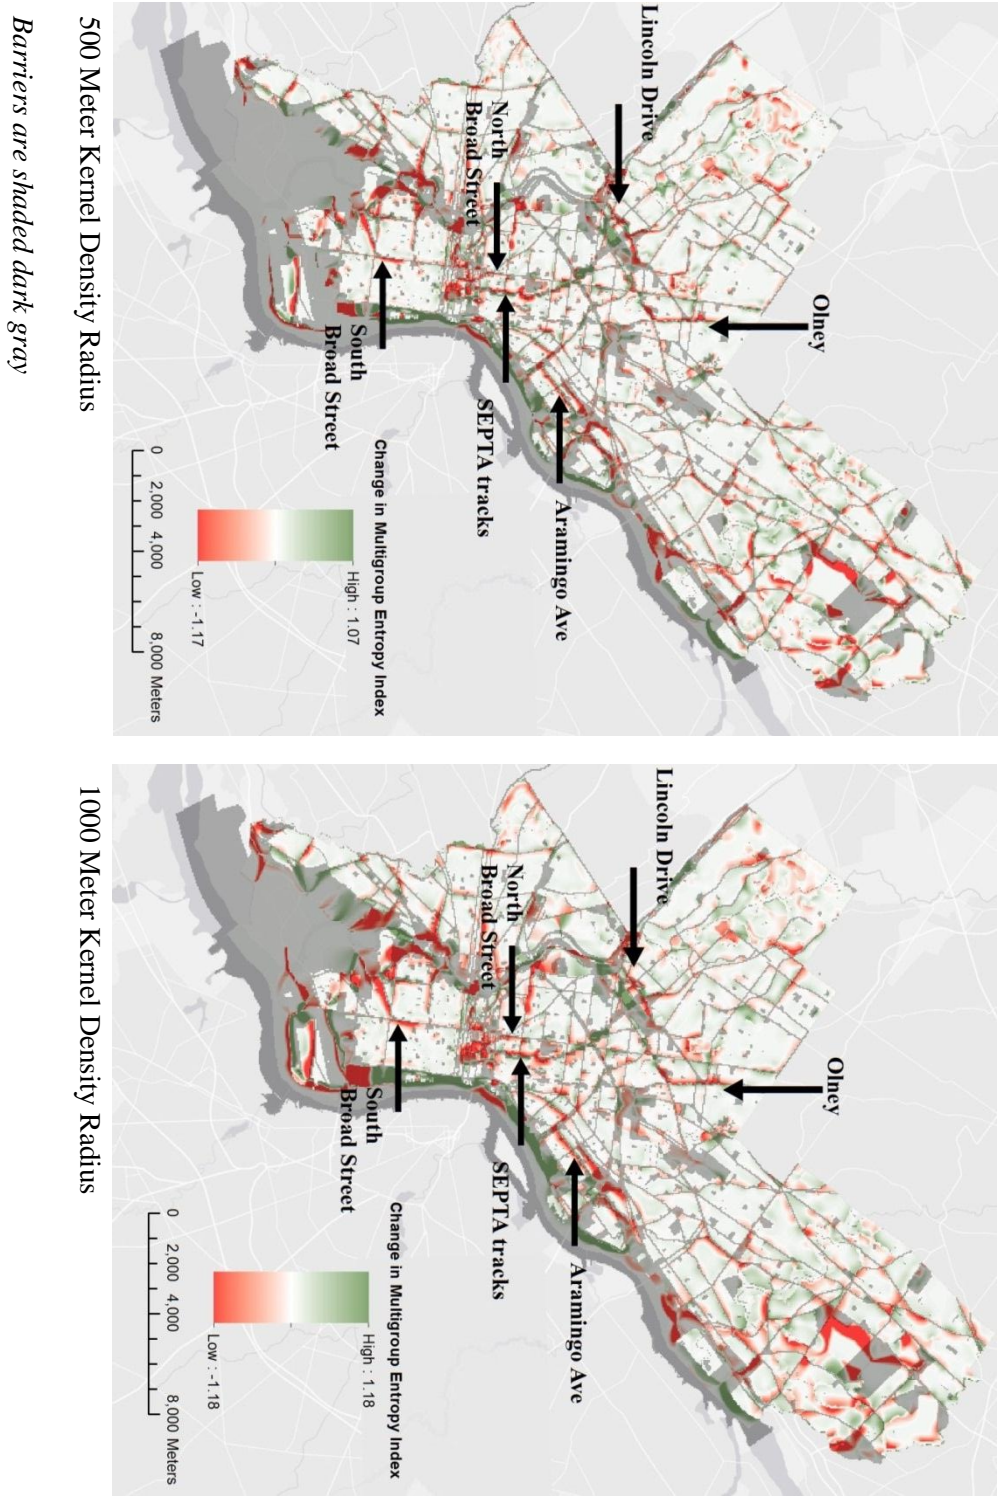 Lincoln Drive
North
Broad Street
Olney
South
Broad Street
SEPTA tracks
Aramingo Ave
Change in Multigroup Entropy Index
High : 1.07
Low : -1.17
0 2,000 4,000 8,000 Meters
500 Meter Kernel Density Radius
Barriers are shaded dark gray
Lincoln Drive
North
Broad Street
Olney
South
Broad Street
SEPTA tracks
Aramingo Ave
Change in Multigroup Entropy Index
High : 1.18
Low : -1.18
0 2,000 4,000 8,000 Meters
1000 Meter Kernel Density Radius